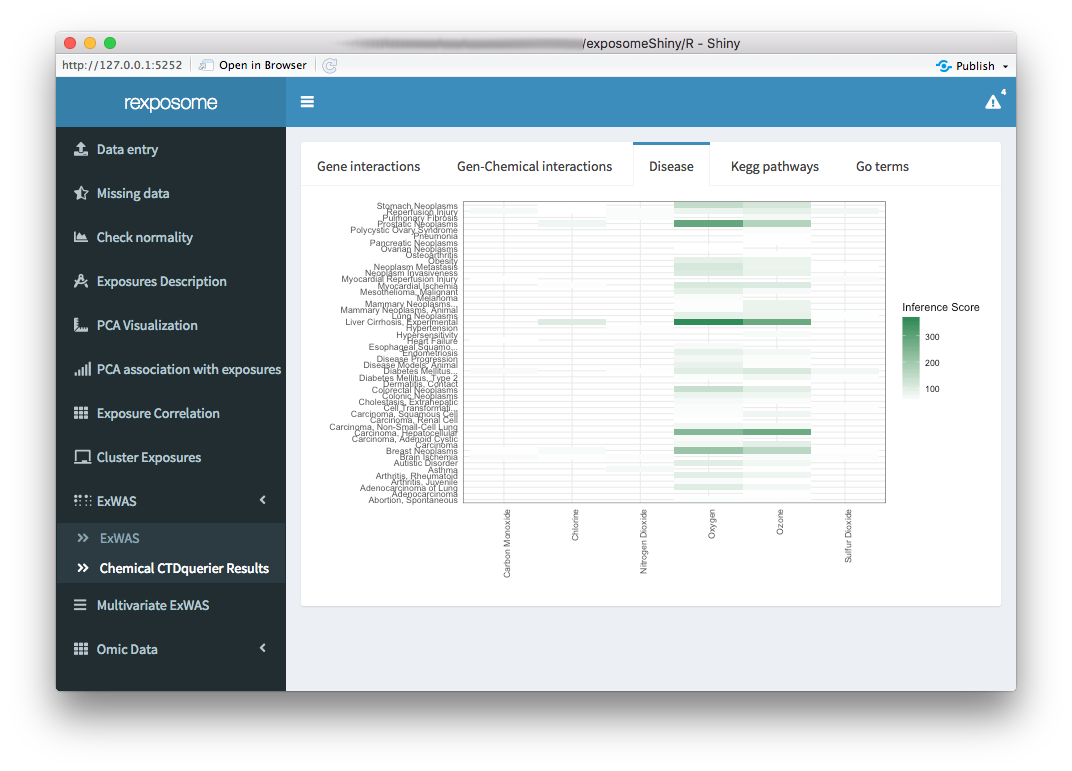 /exposomeShiny/R - Shiny
http://127.0.0.1:5252
Open in Browser
Publish
rexposome
4
Data entry
Missing data
Check normality
Exposures Description
PCA Visualization
PCA association with exposures
Exposure Correlation
Cluster Exposures
ExWAS
ExWAS
Chemical CTDquerier Results
Multivariate ExWAS
Omic Data
Gene interactions
Gen-Chemical interactions
Disease
Kegg pathways
Go terms
Stomach Neoplasms
Reperfusion Injury
Pulmonary Fibrosis
Prostatic Neoplasms
Polycystic Ovary Syndrome
Pneumonia
Pancreatic Neoplasms
Ovarian Neoplasms
Osteoarthritis
Obesity
Neoplasm Metastasis
Neoplasm Invasiveness
Myocardial Reperfusion Injury
Myocardial Ischemia
Mesothelioma, Malignant
Melanoma
Mammary Neoplasms...
Mammary Neoplasms, Animal
Lung Neoplasms
Liver Cirrhosis, Experimental
Hypertension
Hypersensitivity
Heart Failure
Esophageal Squamo...
Endometriosis
Disease Progression
Disease Models, Animal
Diabetes Mellitus...
Diabetes Mellitus, Type 2
Dermatitis, Contact
Colorectal Neoplasms
Colonic Neoplasms
Cholestasis, Extrahepatic
Cell Transformati...
Carcinoma, Squamous Cell
Carcinoma, Renal Cell
Carcinoma, Non-Small-Cell Lung
Carcinoma, Hepatocellular
Carcinoma, Adenoid Cystic
Carcinoma
Breast Neoplasms
Brain Ischemia
Autistic Disorder
Asthma
Arthritis, Rheumatoid
Arthritis, Juvenile
Adenocarcinoma of Lung
Adenocarcinoma
Abortion, Spontaneous
Carbon Monoxide
Chlorine
Nitrogen Dioxide
Oxygen
Ozone
Sulfur Dioxide
Inference Score
300
200
100